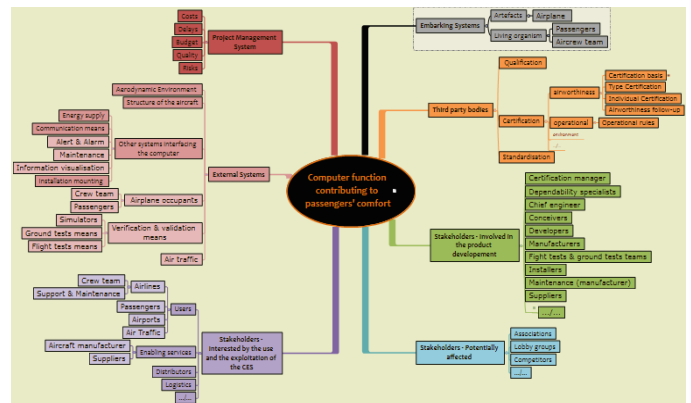 Computer function
contributing to
passengers' comfort
Project Management
System
Costs
Delays
Budget
Quality
Risks
External Systems
Aerodynamic Environment
Structure of the aircraft
Other systems interfacing
the computer
Energy supply
Communication means
Alert & Alarm
Maintenance
Information visualisation
Installation mounting
Airplane occupants
Crew team
Passengers
Verification & validation
means
Simulators
Ground tests means
Flight tests means
Air traffic
Stakeholders -
Interested by the use
and the exploitation of
the CES
Users
Airlines
Crew team
Support & Maintenance
Passengers
Airports
Air Traffic
Enabling services
Aircraft manufacturer
Suppliers
Distributors
Logistics
.../...
Embarking Systems
Artefacts
Airplane
Living organism
Passengers
Aircrew team
Third party bodies
Qualification
Certification
airworthiness
Certification basis
Type Certification
Individual Certification
Airworthiness follow-up
operational
Operational rules
environment
.../...
Standardisation
Stakeholders - Involved in
the product
developement
Certification manager
Dependability specialists
Chief engineer
Conceivers
Developers
Manufacturers
Fight tests & ground tests teams
Installers
Maintenance (manufacturer)
Suppliers
.../...
Stakeholders - Potentially
affected
Associations
Lobby groups
Competitors
.../...